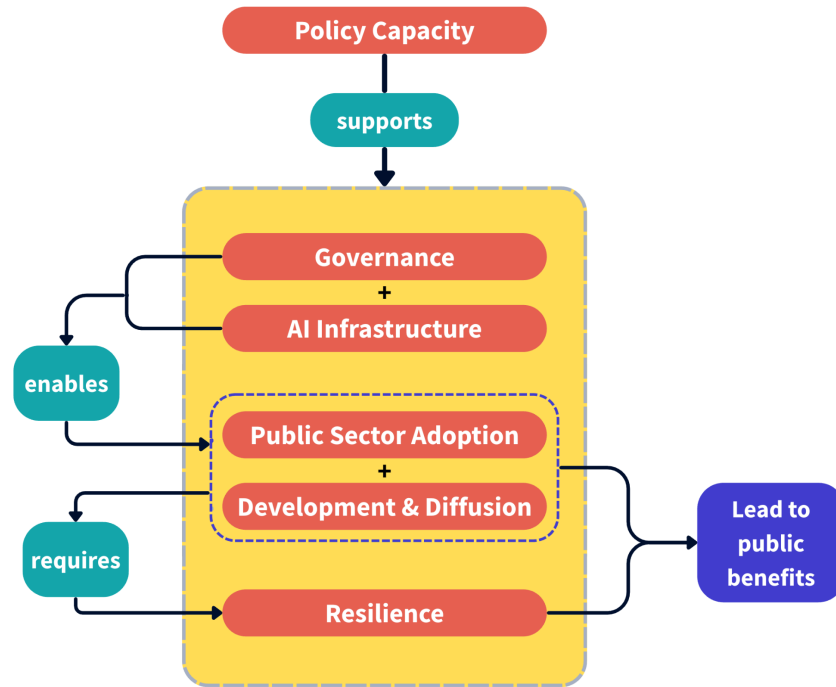 Policy Capacity
supports
Governance
+
AI Infrastructure
enables
Public Sector Adoption
+
Development & Diffusion
requires
Resilience
Lead to
public
benefits